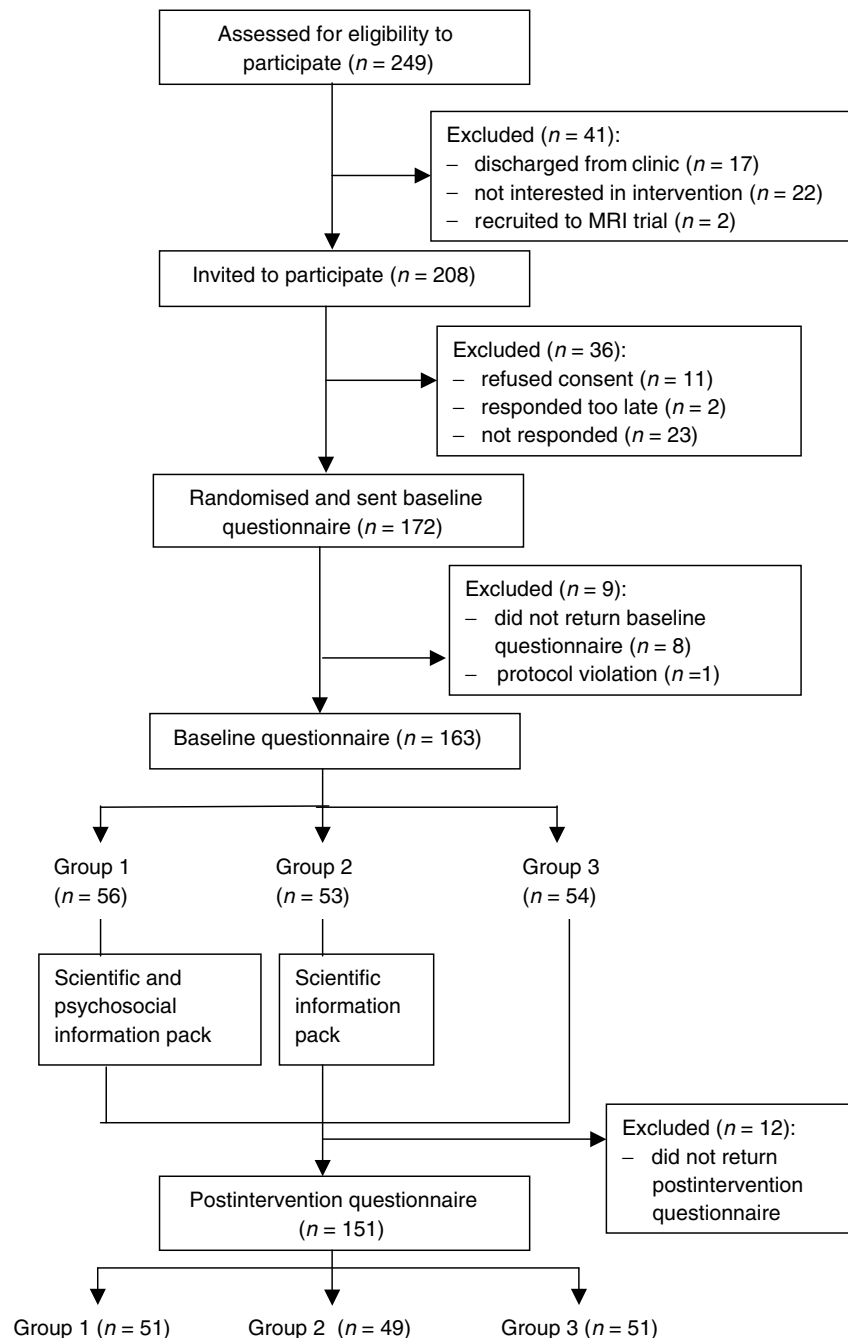 Assessed for eligibility to
participate (n = 249)
Excluded (n = 41):
– discharged from clinic (n = 17)
– not interested in intervention (n = 22)
– recruited to MRI trial (n = 2)
Invited to participate (n = 208)
Excluded (n = 36):
– refused consent (n = 11)
– responded too late (n = 2)
– not responded (n = 23)
Randomised and sent baseline
questionnaire (n = 172)
Excluded (n = 9):
– did not return baseline
questionnaire (n = 8)
– protocol violation (n =1)
Baseline questionnaire (n = 163)
Group 1
(n = 56)
Group 2
(n = 53)
Group 3
(n = 54)
Scientific and
psychosocial
information pack
Scientific
information
pack
Excluded (n = 12):
– did not return
postintervention
questionnaire
Postintervention questionnaire
(n = 151)
Group 1 (n = 51)
Group 2 (n = 49)
Group 3 (n = 51)